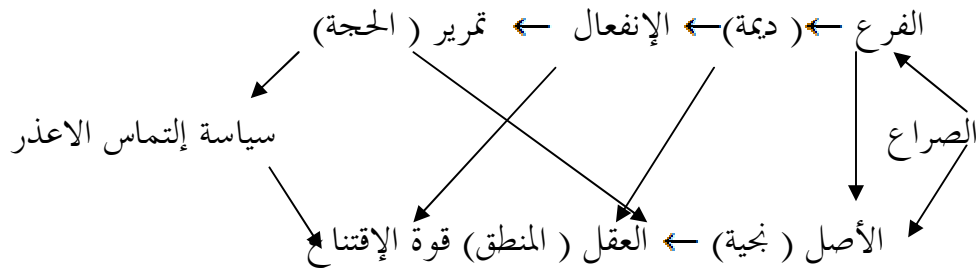 الفرع ← ( ديمة) ← الإنفعال ← تمرير ( الحجة)
الصراع
سياسة إلتماس الاعذر
الأصل ( نجية) ← العقل ( المنطق) قوة الإقتناع